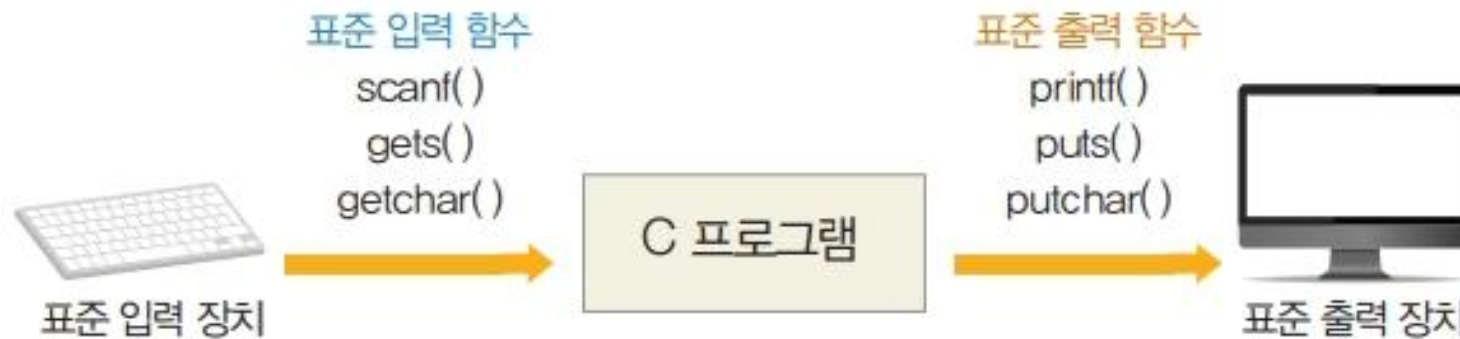 표준 입력 함수
scanf( )
gets( )
getchar( )
표준 입력 장치
C 프로그램
표준 출력 함수
printf( )
puts( )
putchar( )
표준 출력 장치